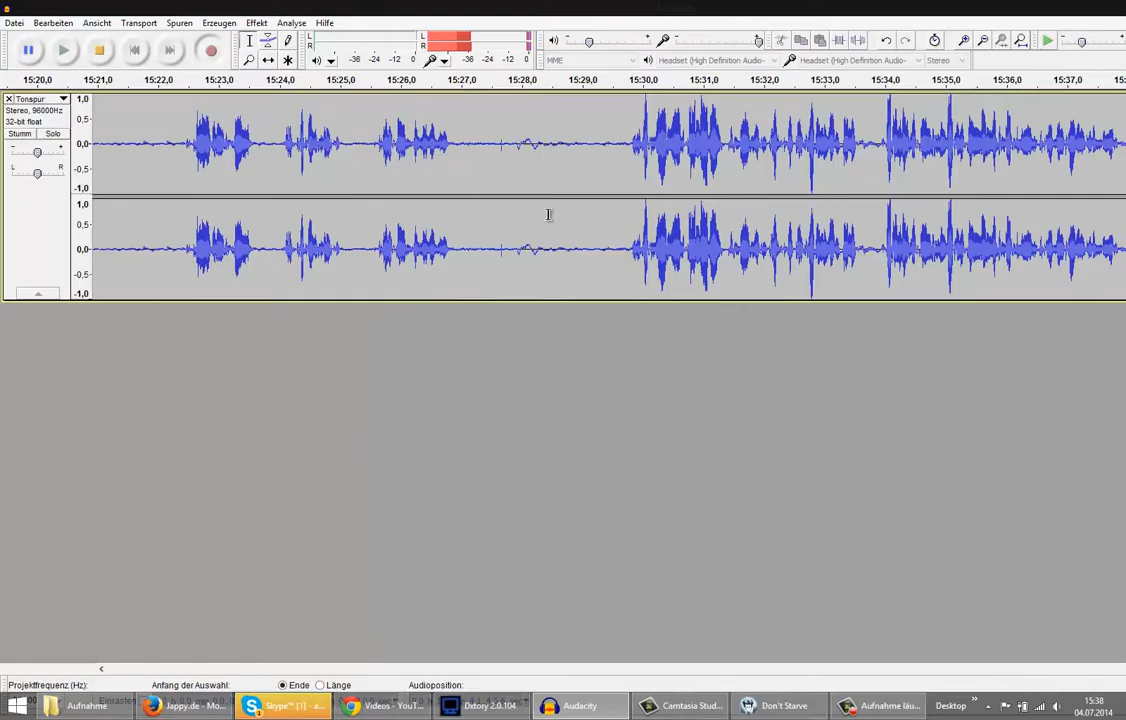 Datei Bearbeiten Ansicht Transport Spuren Erzeugen Effekt Analyse Hilfe
L L
R R -36 -24 -12 0 -36 -24 -12 0
MME Headset (High Definition Audio- Headset (High Definition Audio- Stereo
15:20,0 15:21,0 15:22,0 15:23,0 15:24,0 15:25,0 15:26,0 15:27,0 15:28,0 15:29,0 15:30,0 15:31,0 15:32,0 15:33,0 15:34,0 15:35,0 15:36,0 15:37,0
Tonspur 1,0
Stereo, 96000Hz
32-bit float 0,5
Stumm Solo
- + 0,0
L R -0,5
-1,0
1,0
0,5
0,0
-0,5
-1,0
Projektfrequenz (Hz): Anfang der Auswahl: Ende Länge Audioposition:
Aufnahme Jappy.de - Mo... Skype™ [1] - a... Videos - YouT... Dxtory 2.0.104 Audacity Camtasia Stud... Don't Starve Aufnahme läu... Desktop 15:38
04.07.2014